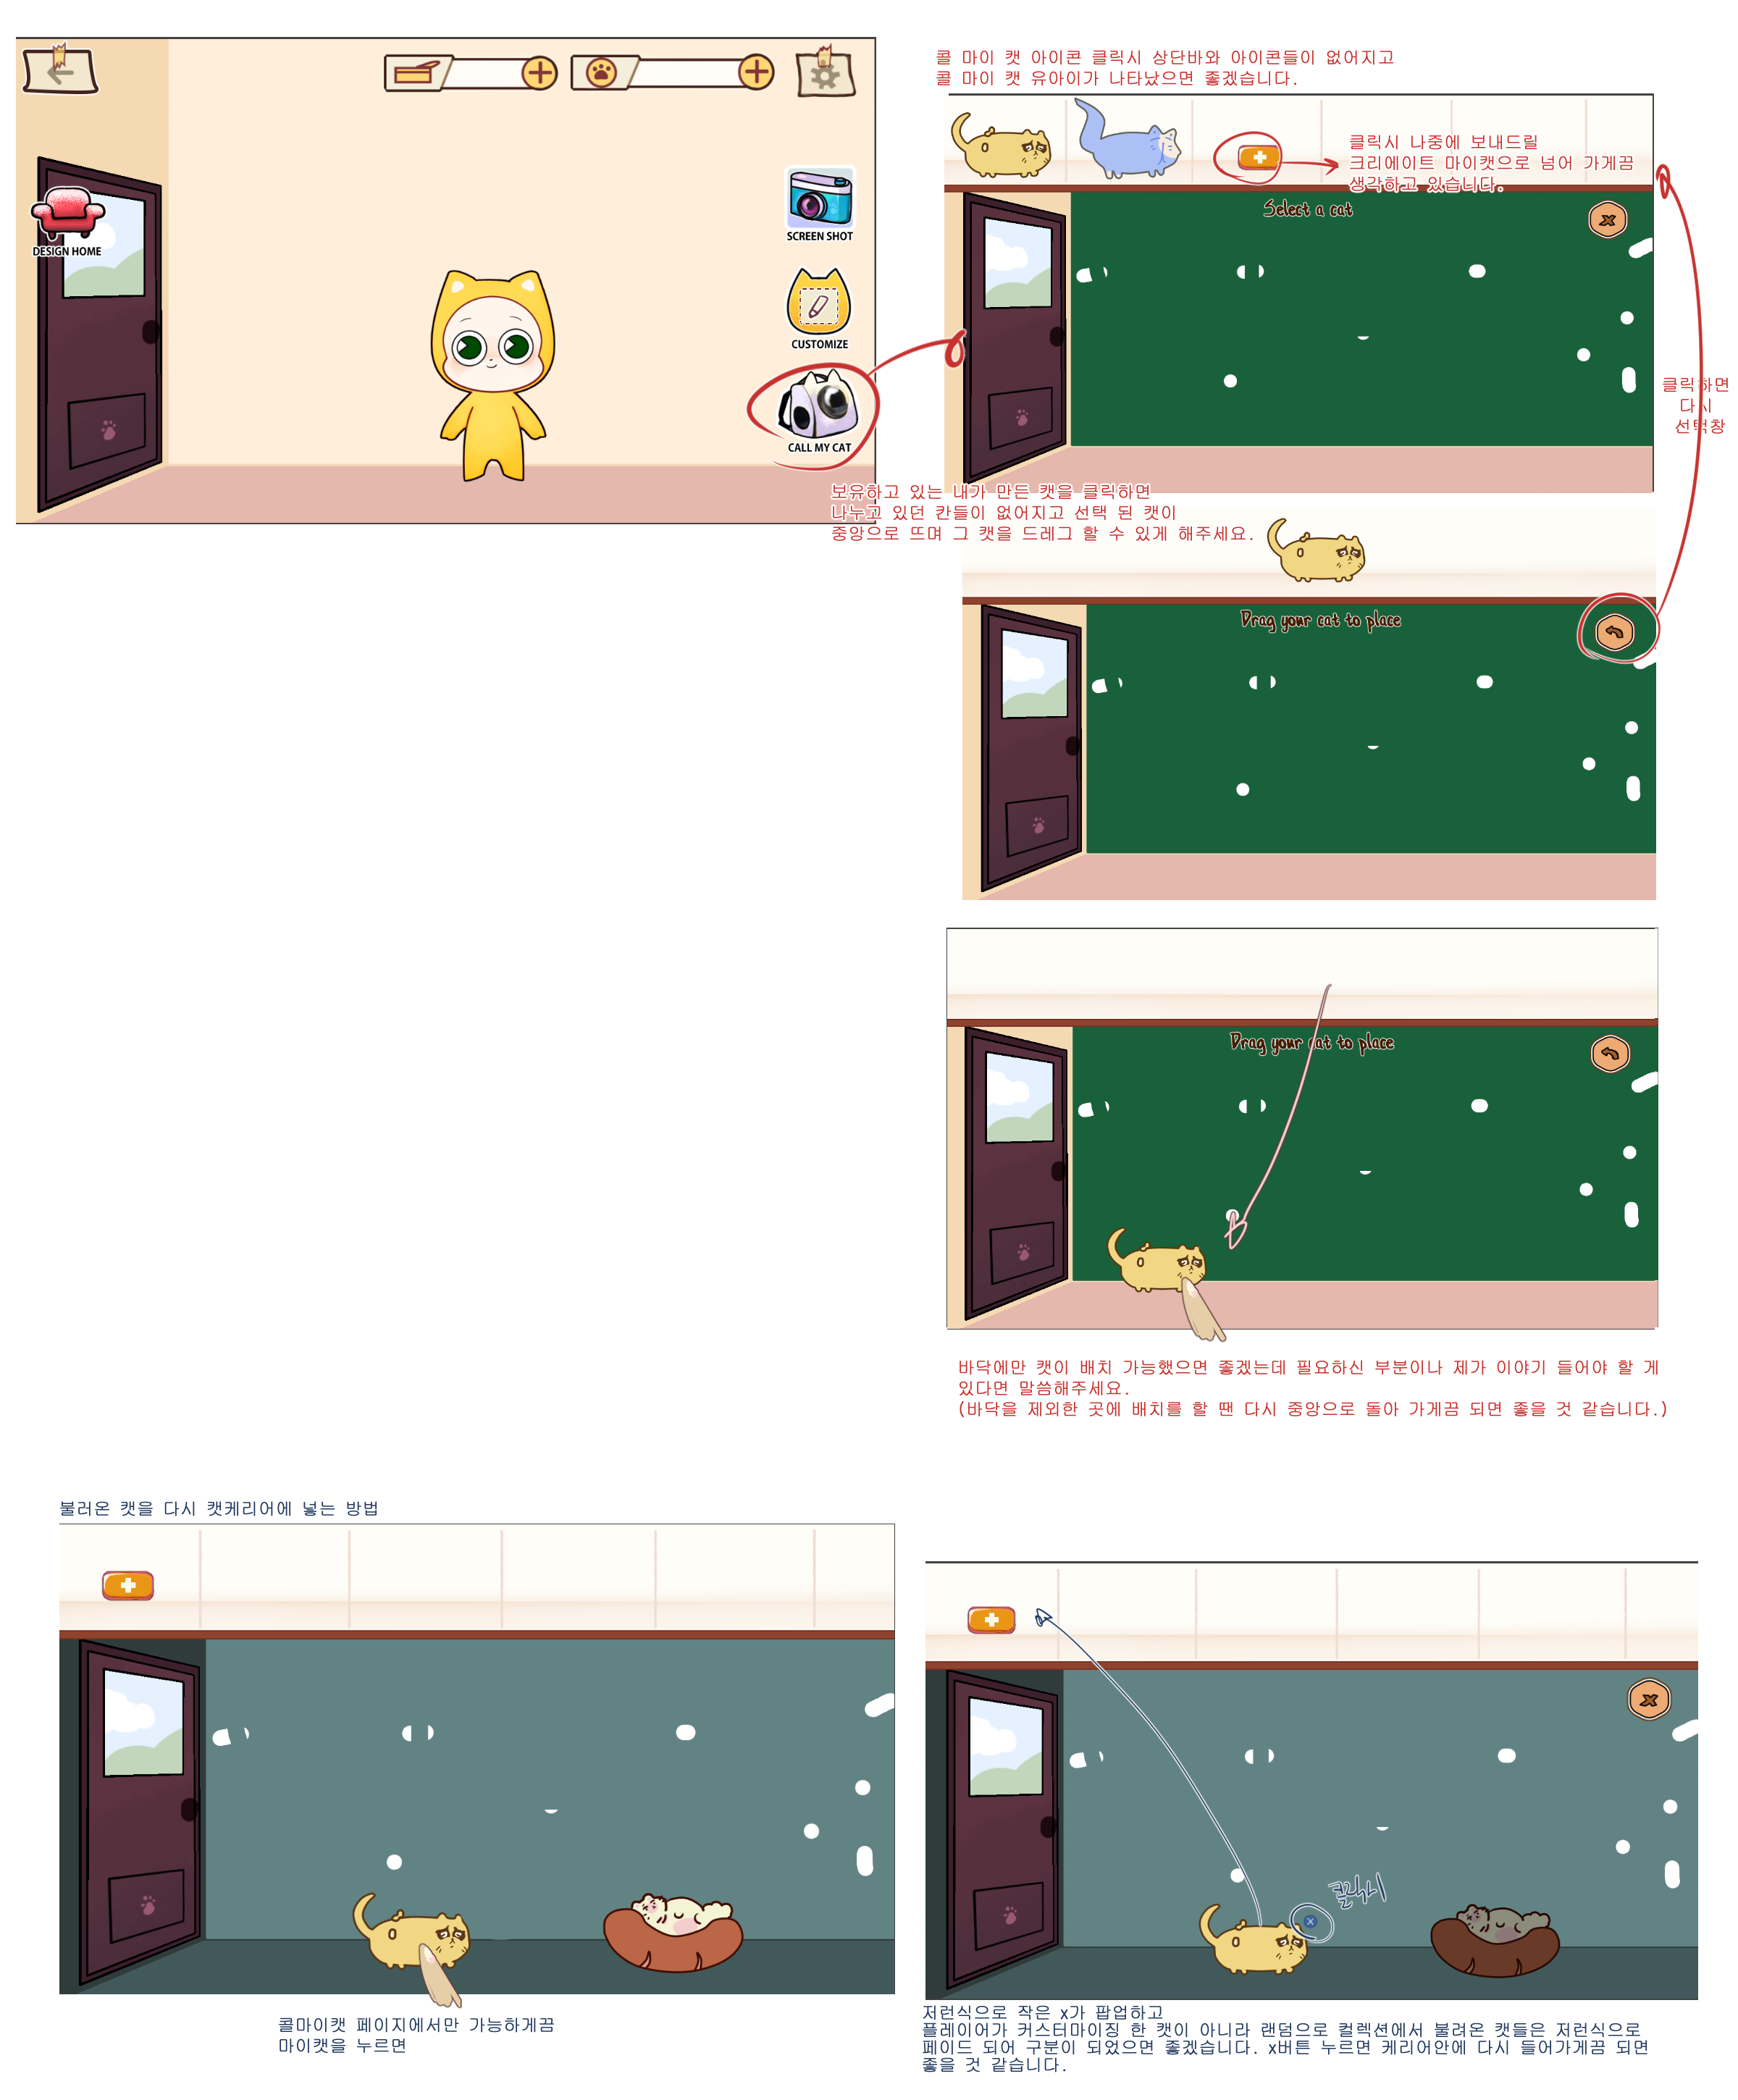 콜 마이 캣 아이콘 클릭시 상단바와 아이콘들이 없어지고
콜 마이 캣 유아이가 나타났으면 좋겠습니다.
DESIGN HOME
SCREEN SHOT
CUSTOMIZE
CALL MY CAT
클릭시 나중에 보내드릴
크리에이트 마이캣으로 넘어 가게끔
생각하고 있습니다.
Select a cat
클릭하면
다시
선택창
보유하고 있는 내가 만든 캣을 클릭하면
나누고 있던 칸들이 없어지고 선택 된 캣이
중앙으로 뜨며 그 캣을 드레그 할 수 있게 해주세요.
Drag your cat to place
Drag your cat to place
바닥에만 캣이 배치 가능했으면 좋겠는데 필요하신 부분이나 제가 이야기 들어야 할 게
있다면 말씀해주세요.
(바닥을 제외한 곳에 배치를 할 땐 다시 중앙으로 돌아 가게끔 되면 좋을 것 같습니다.)
불러온 캣을 다시 캣케리어에 넣는 방법
콜마이캣 페이지에서만 가능하게끔
마이캣을 누르면
저런식으로 작은 x가 팝업하고
플레이어가 커스터마이징 한 캣이 아니라 랜덤으로 컬렉션에서 불러온 캣들은 저런식으로
페이드 되어 구분이 되었으면 좋겠습니다. x버튼 누르면 케리어안에 다시 들어가게끔 되면
좋을 것 같습니다.